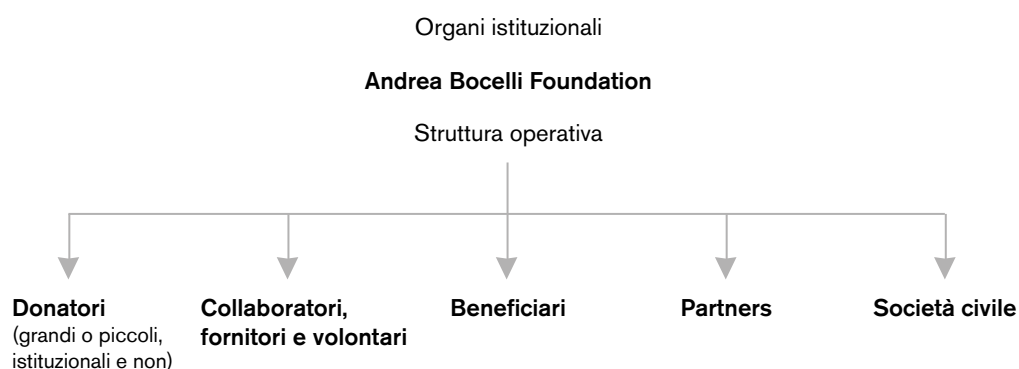 Organi istituzionali
Andrea Bocelli Foundation
Struttura operativa
Donatori
(grandi o piccoli,
istituzionali e non)
Collaboratori,
fornitori e volontari
Beneficiari
Partners
Società civile